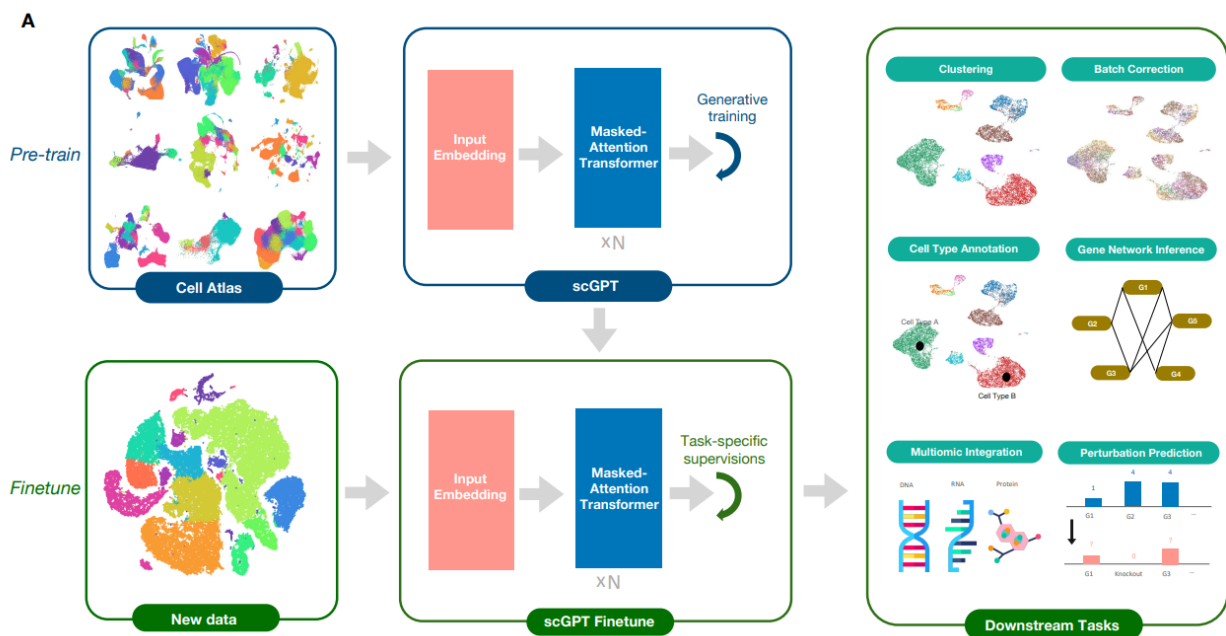 A
Pre-train
Cell Atlas
Input
Embedding
Masked-
Attention
Transformer
xN
Generative
training
scGPT
Finetune
New data
Input
Embedding
Masked-
Attention
Transformer
xN
Task-specific
supervisions
scGPT Finetune
Clustering
Batch Correction
Cell Type Annotation
Cell Type A
Cell Type B
Gene Network Inference
G1
G2
G5
G3
G4
Multiomic Integration
DNA
RNA
Protein
Perturbation Prediction
1
4
4
G1
G2
G3
...
?
0
?
G1
Knockout
G3
...
Downstream Tasks